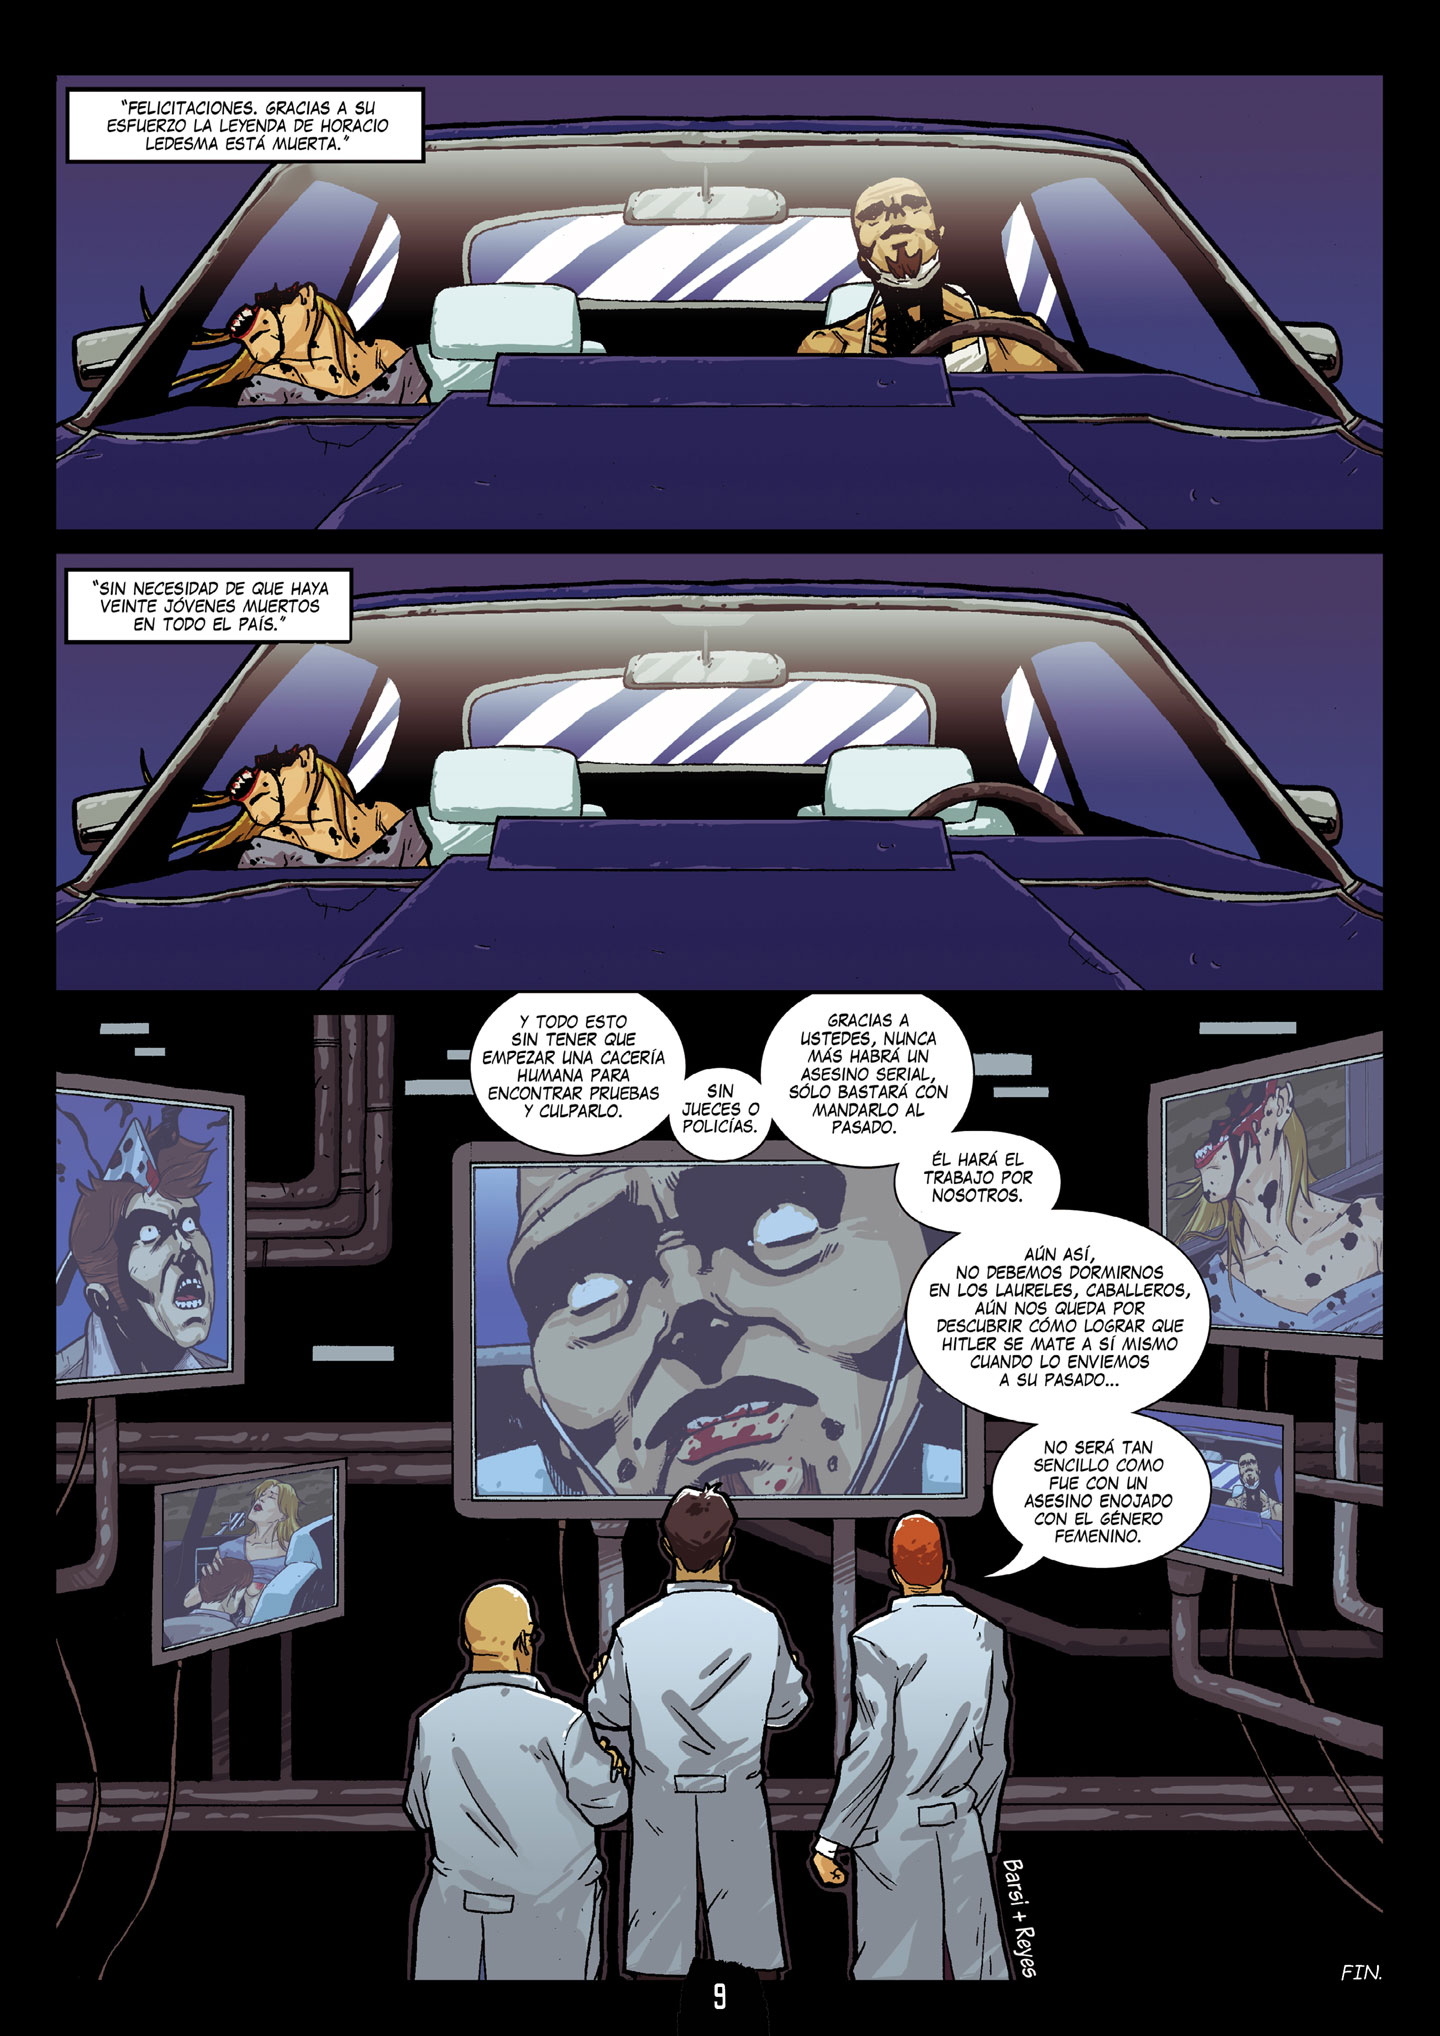 "FELICITACIONES. GRACIAS A SU
ESFUERZO LA LEYENDA DE HORACIO
LEDESMA ESTÁ MUERTA."
"SIN NECESIDAD DE QUE HAYA
VEINTE JÓVENES MUERTOS
EN TODO EL PAÍS."
Y TODO ESTO
SIN TENER QUE
EMPEZAR UNA CACERÍA
HUMANA PARA
ENCONTRAR PRUEBAS
Y CULPARLO.
SIN
JUECES O
POLICÍAS.
GRACIAS A
USTEDES, NUNCA
MÁS HABRÁ UN
ASESINO SERIAL,
SÓLO BASTARÁ CON
MANDARLO AL
PASADO.
ÉL HARÁ EL
TRABAJO POR
NOSOTROS.
AÚN ASÍ,
NO DEBEMOS DORMIRNOS
EN LOS LAURELES, CABALLEROS,
AÚN NOS QUEDA POR
DESCUBRIR CÓMO LOGRAR QUE
HITLER SE MATE A SÍ MISMO
CUANDO LO ENVIEMOS
A SU PASADO...
NO SERÁ TAN
SENCILLO COMO
FUE CON UN
ASESINO ENOJADO
CON EL GÉNERO
FEMENINO.
Barsi + Reyes
FIN.
9